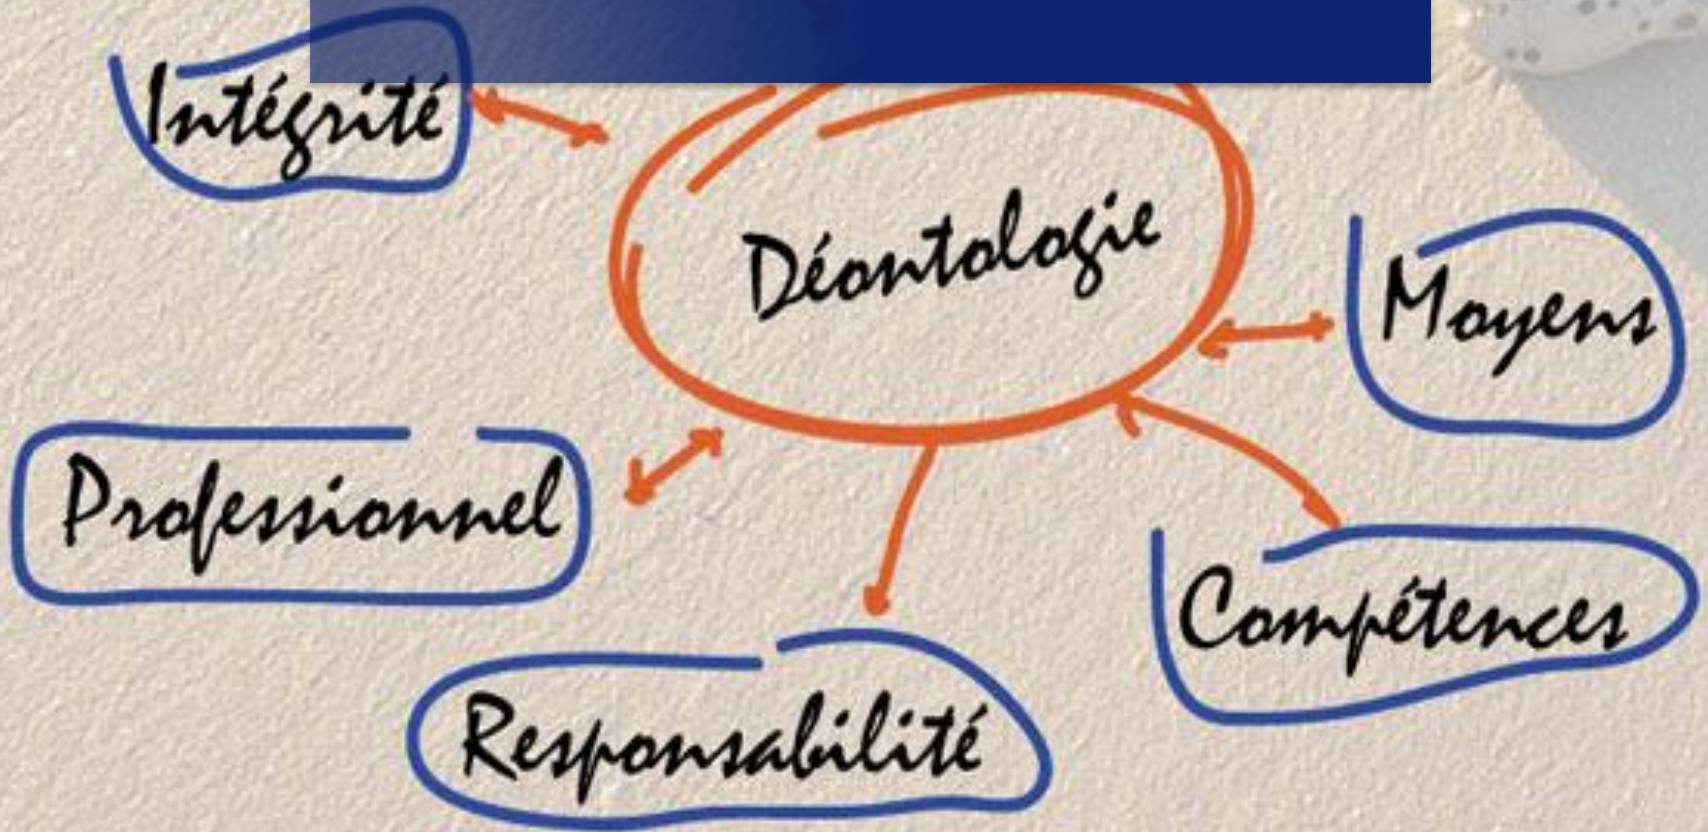 Intégrité
Déontologie
Moyens
Professionnel
Compétences
Responsabilité